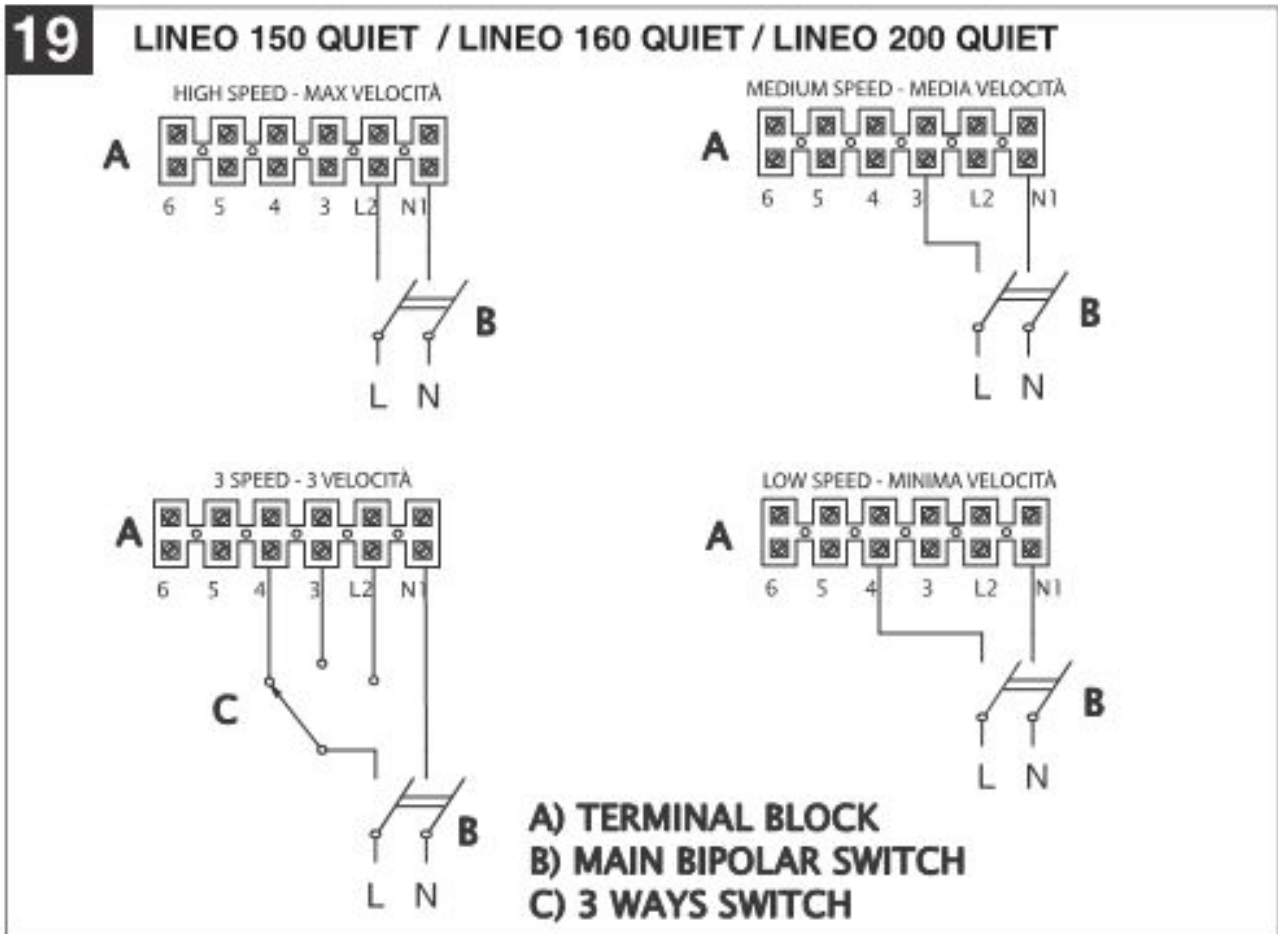 19 LINEO 150 QUIET / LINEO 160 QUIET / LINEO 200 QUIET
HIGH SPEED - MAX VELOCITÀ
A
6 5 4 3 L2 N1
B
L N
MEDIUM SPEED - MEDIA VELOCITÀ
A
6 5 4 3 L2 N1
B
L N
3 SPEED - 3 VELOCITÀ
A
6 5 4 3 L2 N1
C
B
L N
LOW SPEED - MINIMA VELOCITÀ
A
6 5 4 3 L2 N1
B
L N
A) TERMINAL BLOCK
B) MAIN BIPOLAR SWITCH
C) 3 WAYS SWITCH